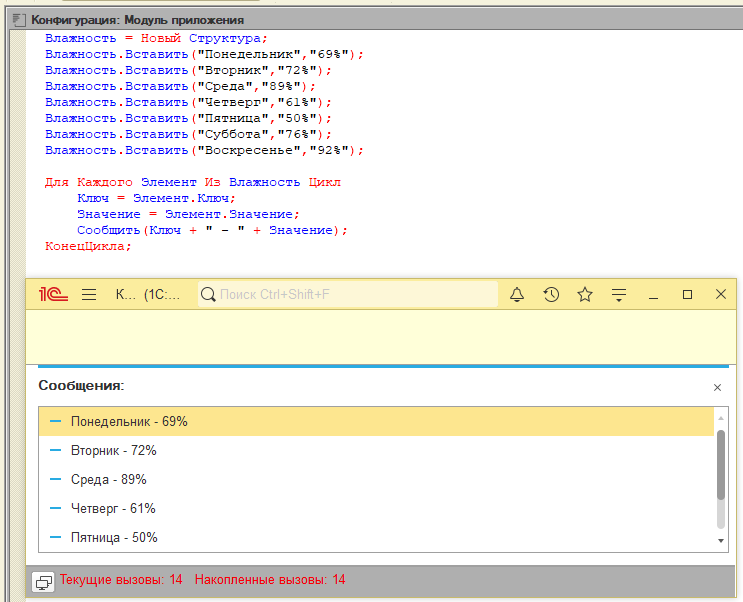 Конфигурация: Модуль приложения
Влажность = Новый Структура;
Влажность.Вставить("Понедельник","69%");
Влажность.Вставить("Вторник","72%");
Влажность.Вставить("Среда","89%");
Влажность.Вставить("Четверг","61%");
Влажность.Вставить("Пятница","50%");
Влажность.Вставить("Суббота","76%");
Влажность.Вставить("Воскресенье","92%");
Для Каждого Элемент Из Влажность Цикл
Ключ = Элемент.Ключ;
Значение = Элемент.Значение;
Сообщить(Ключ + " - " + Значение);
КонецЦикла;
1С К... (1С:... Поиск Ctrl+Shift+F
Сообщения:
Понедельник - 69%
Вторник - 72%
Среда - 89%
Четверг - 61%
Пятница - 50%
Текущие вызовы: 14 Накопленные вызовы: 14